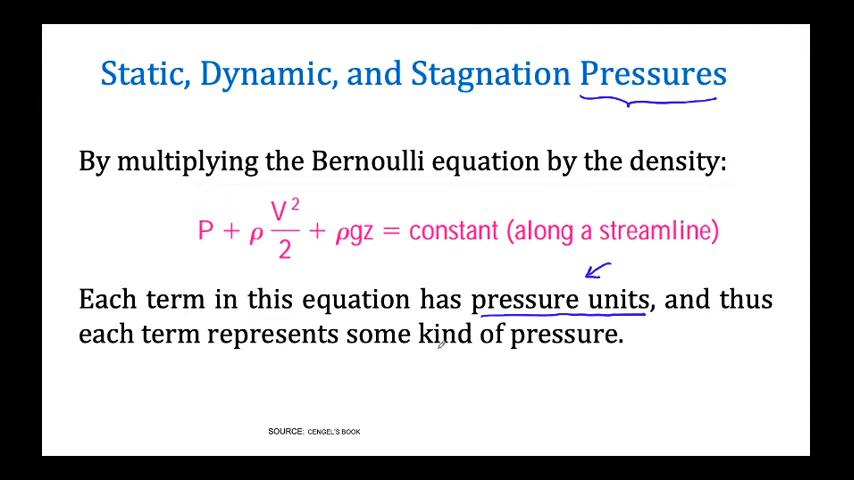 Static, Dynamic, and Stagnation Pressures
By multiplying the Bernoulli equation by the density:
P + ρ V²/2 + ρgz = constant (along a streamline)
Each term in this equation has pressure units, and thus
each term represents some kind of pressure.
SOURCE: CENGEL'S BOOK